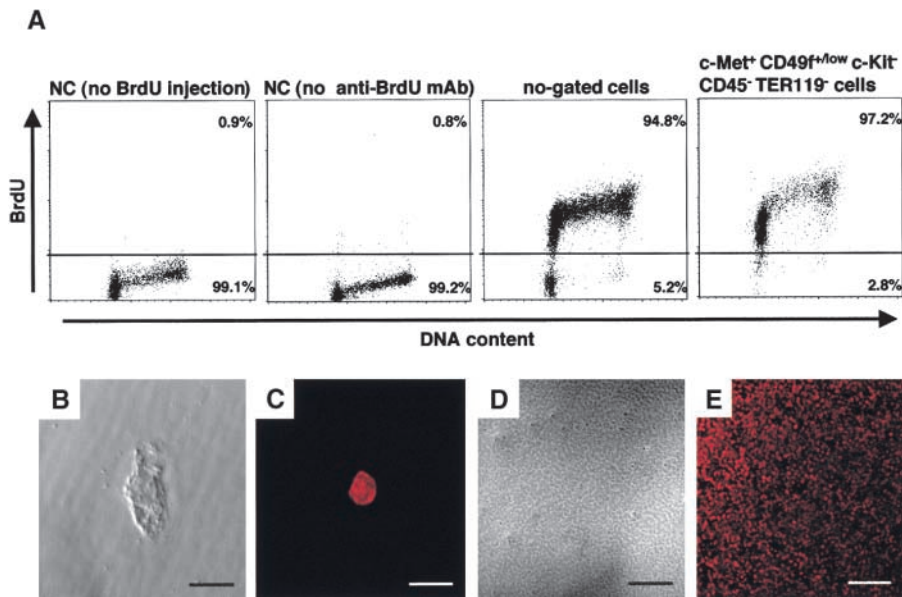 A
NC (no BrdU injection)
NC (no anti-BrdU mAb)
no-gated cells
c-Met⁺ CD49f⁺/ˡᵒʷ c-Kit⁻
CD45⁻ TER119⁻ cells
0.9%
0.8%
94.8%
97.2%
BrdU
99.1%
99.2%
5.2%
2.8%
DNA content
B
C
D
E